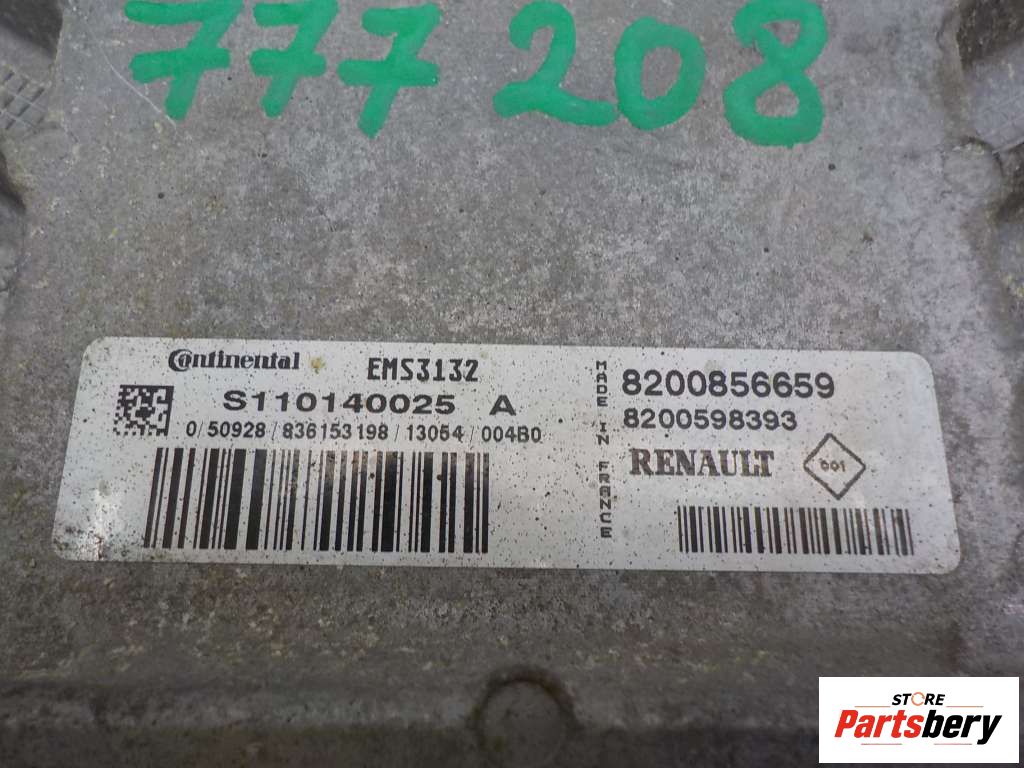 777 208
Continental EMS3132
S110140025 A
0/50928/836153198/13054/004B0
MADE IN FRANCE
8200856659
8200598393
RENAULT 001
STORE
Partsbery